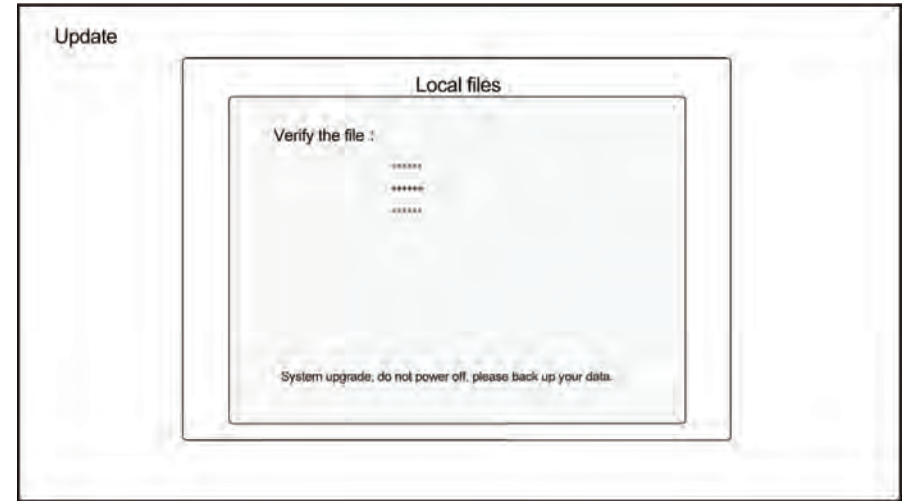 Update
Local files
Verify the file :
******
******
******
System upgrade, do not power off, please back up your data.